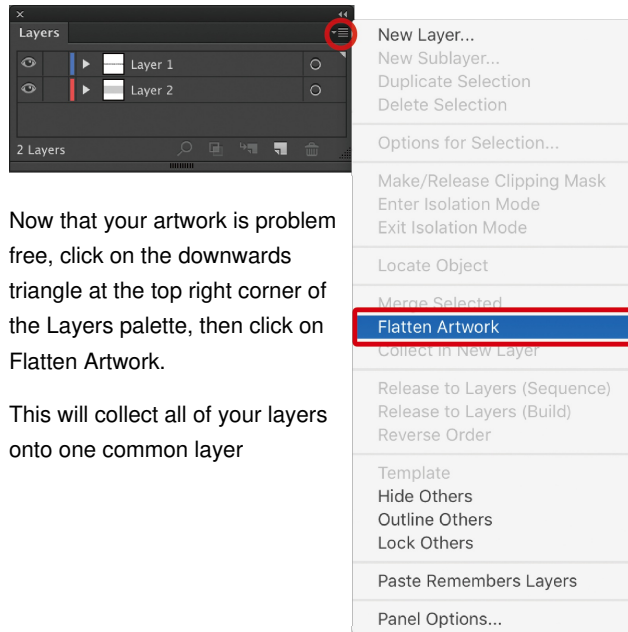 Layers
Layer 1
Layer 2
2 Layers
Now that your artwork is problem
free, click on the downwards
triangle at the top right corner of
the Layers palette, then click on
Flatten Artwork.
This will collect all of your layers
onto one common layer
New Layer...
New Sublayer...
Duplicate Selection
Delete Selection
Options for Selection...
Make/Release Clipping Mask
Enter Isolation Mode
Exit Isolation Mode
Locate Object
Merge Selected
Flatten Artwork
Collect in New Layer
Release to Layers (Sequence)
Release to Layers (Build)
Reverse Order
Template
Hide Others
Outline Others
Lock Others
Paste Remembers Layers
Panel Options...